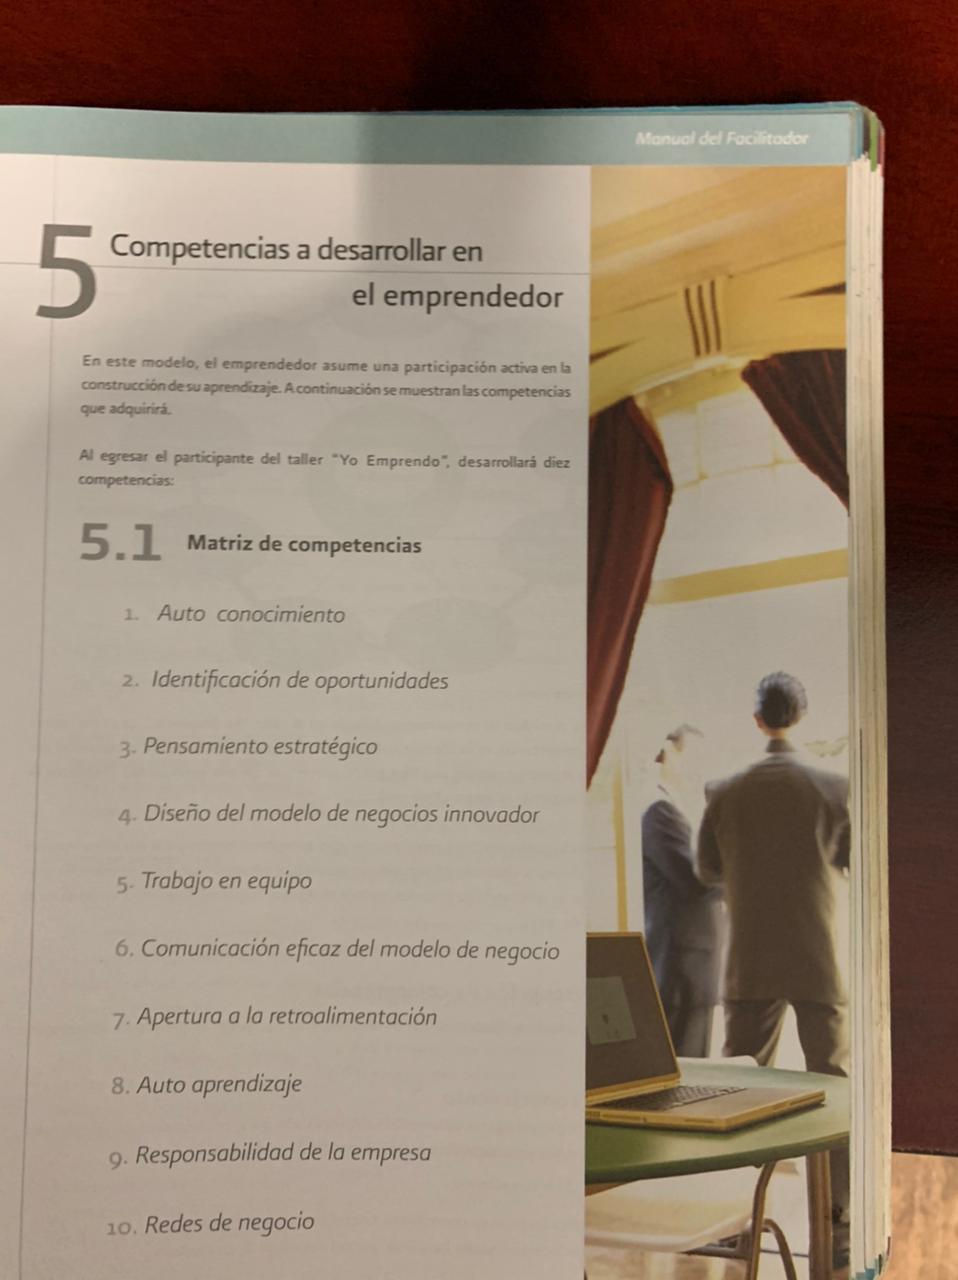 Manual del Facilitador
5
Competencias a desarrollar en
el emprendedor
En este modelo, el emprendedor asume una participación activa en la
construcción de su aprendizaje. A continuación se muestran las competencias
que adquirirá.
Al egresar el participante del taller "Yo Emprendo", desarrollará diez
competencias:
5.1 Matriz de competencias
1. Auto conocimiento
2. Identificación de oportunidades
3. Pensamiento estratégico
4. Diseño del modelo de negocios innovador
5. Trabajo en equipo
6. Comunicación eficaz del modelo de negocio
7. Apertura a la retroalimentación
8. Auto aprendizaje
9. Responsabilidad de la empresa
10. Redes de negocio